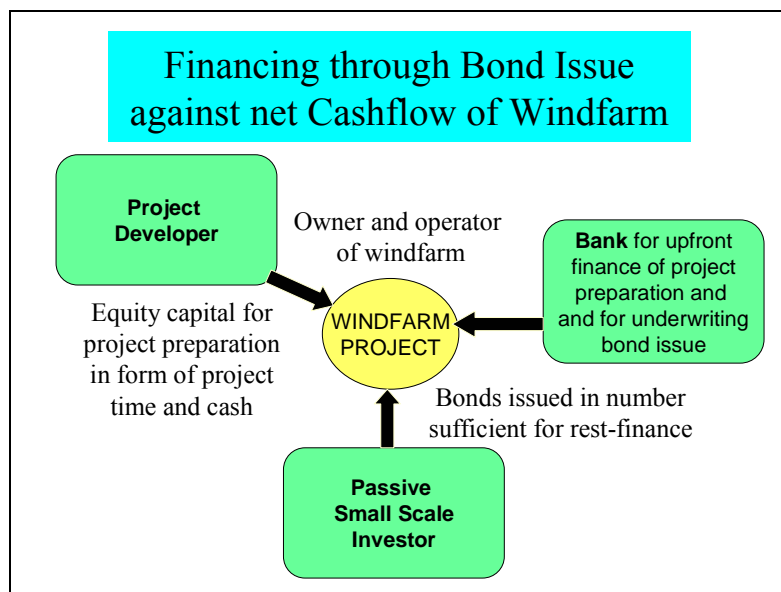 Financing through Bond Issue
against net Cashflow of Windfarm
Project
Developer
Owner and operator
of windfarm
Bank for upfront
finance of project
preparation and
and for underwriting
bond issue
WINDFARM
PROJECT
Equity capital for
project preparation
in form of project
time and cash
Bonds issued in number
sufficient for rest-finance
Passive
Small Scale
Investor